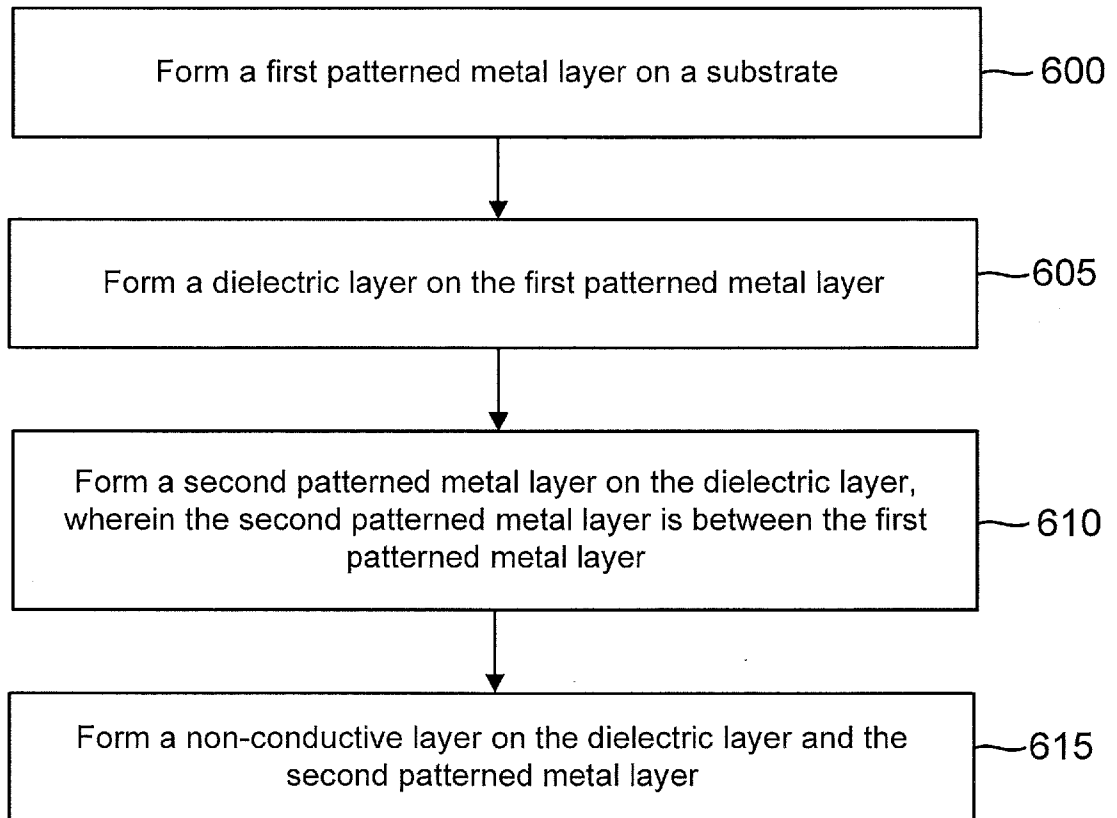 Form a first patterned metal layer on a substrate
600
Form a dielectric layer on the first patterned metal layer
605
Form a second patterned metal layer on the dielectric layer,
wherein the second patterned metal layer is between the first
patterned metal layer
610
Form a non-conductive layer on the dielectric layer and the
second patterned metal layer
615